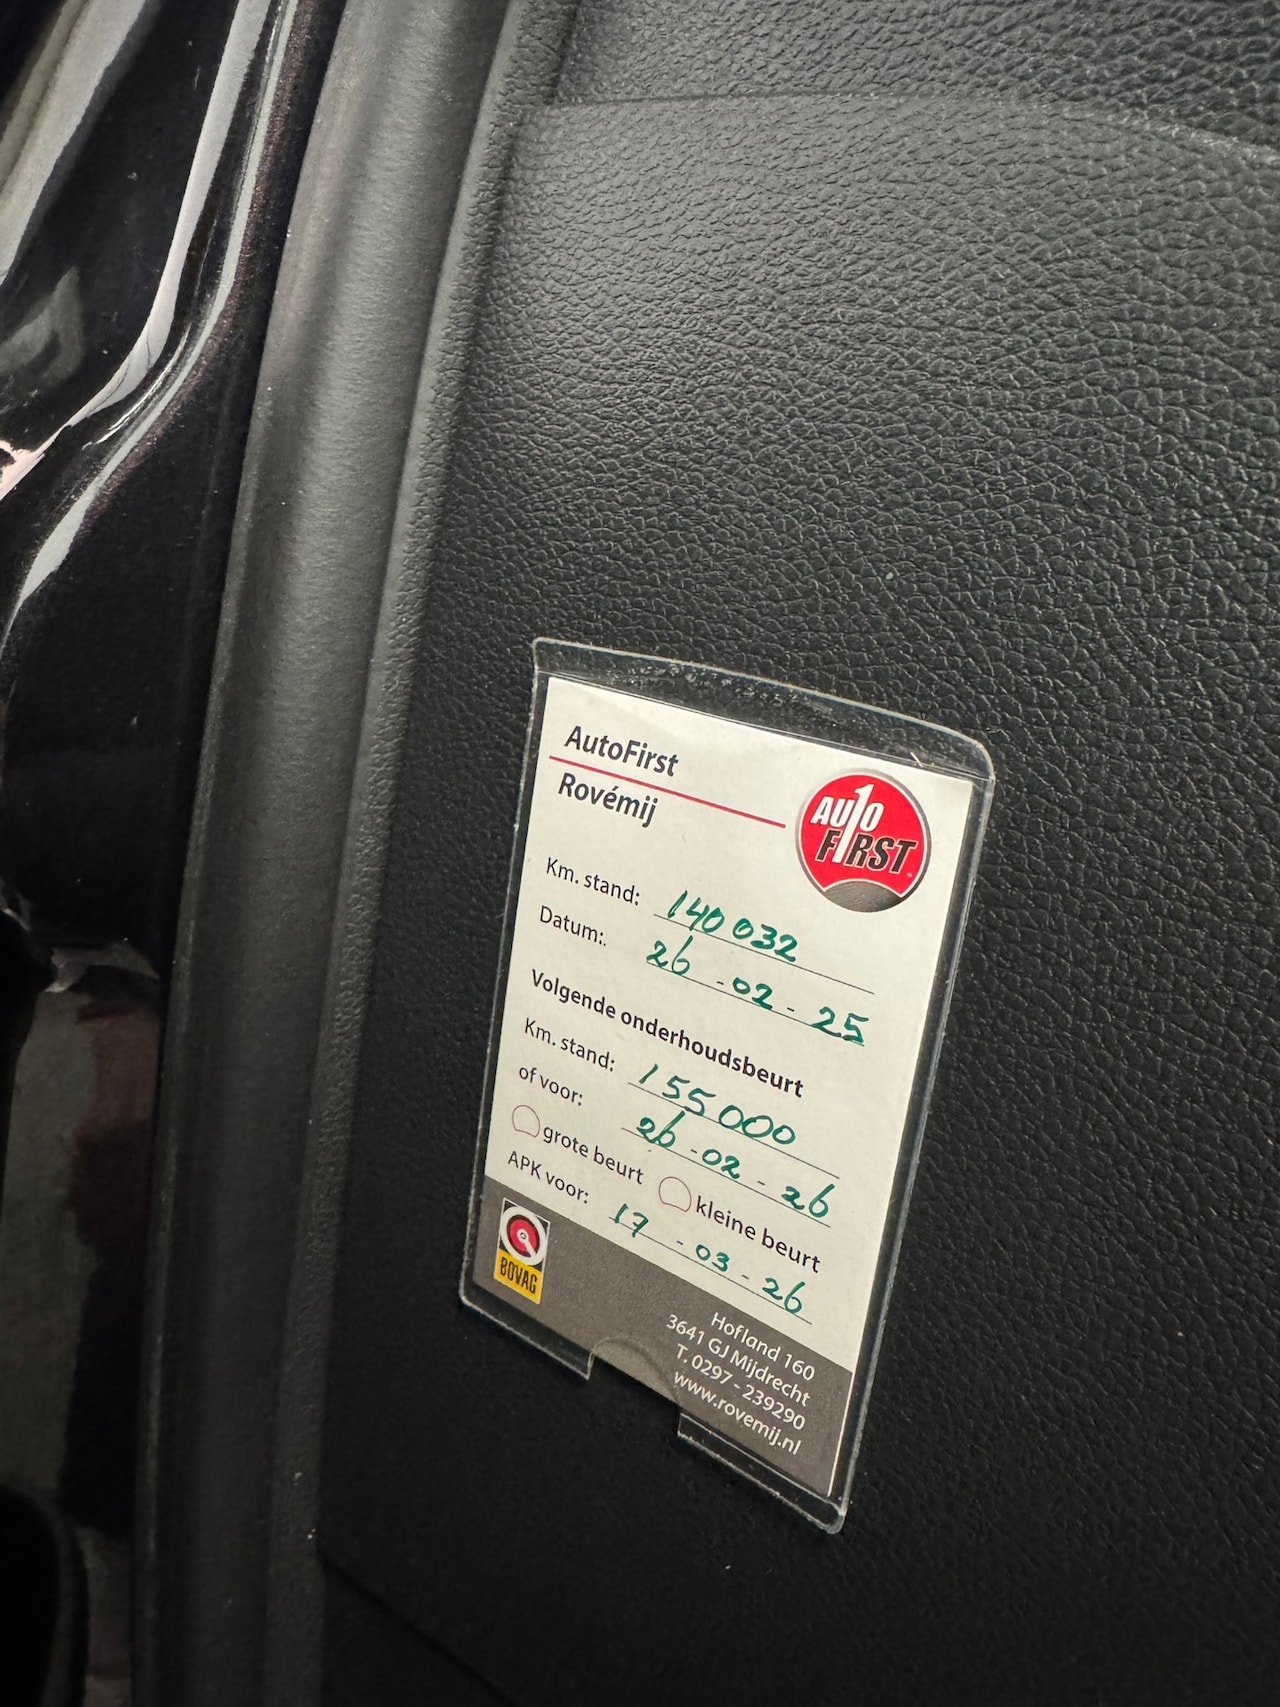 AutoFirst
Rovémij
AUTO
FIRST
Km. stand: 140032
Datum: 26-02-25
Volgende onderhoudsbeurt
Km. stand: 155000
of voor: 26-02-26
grote beurt kleine beurt
APK voor: 17-03-26
BOVAG
Hofland 160
3641 GJ Mijdrecht
T. 0297 - 239290
www.rovemij.nl